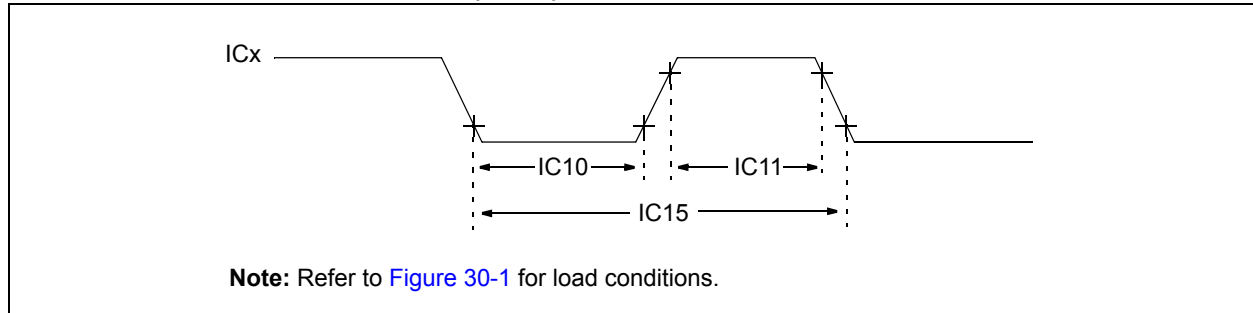 ICx
IC10
IC11
IC15
Note: Refer to Figure 30-1 for load conditions.